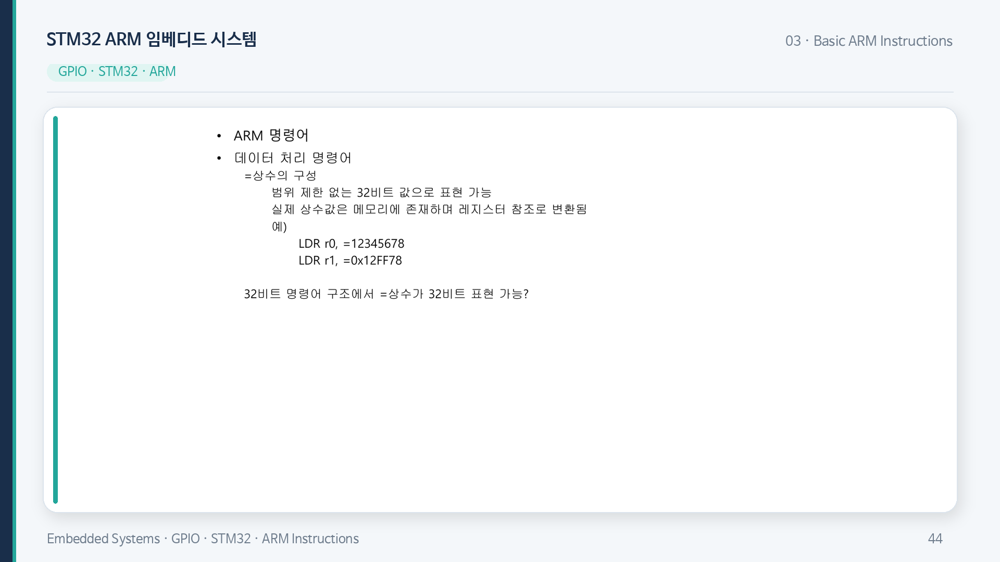 STM32 ARM 임베디드 시스템
03 · Basic ARM Instructions
GPIO · STM32 · ARM
• ARM 명령어
• 데이터 처리 명령어
=상수의 구성
범위 제한 없는 32비트 값으로 표현 가능
실제 상수값은 메모리에 존재하며 레지스터 참조로 변환됨
예)
LDR r0, =12345678
LDR r1, =0x12FF78
32비트 명령어 구조에서 =상수가 32비트 표현 가능?
Embedded Systems · GPIO · STM32 · ARM Instructions
44